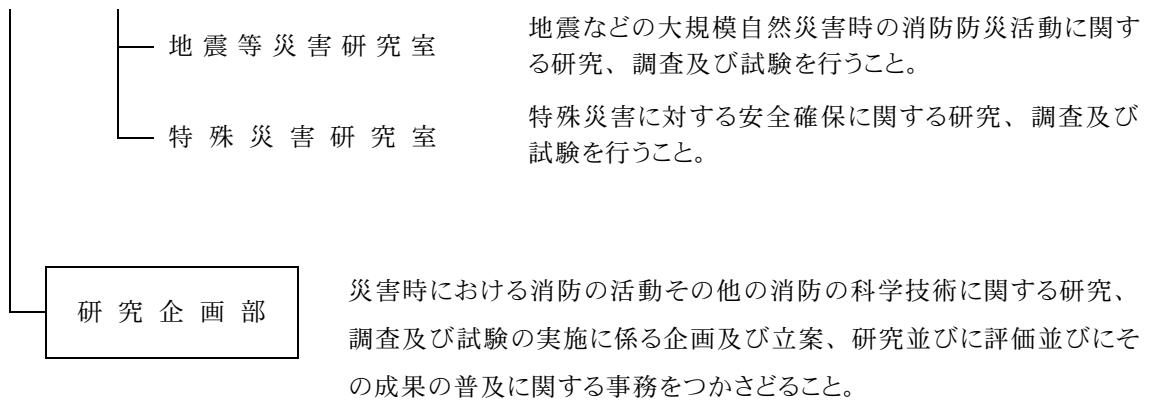 地震等災害研究室
地震などの大規模自然災害時の消防防災活動に関す
る研究、調査及び試験を行うこと。
特殊災害研究室
特殊災害に対する安全確保に関する研究、調査及び
試験を行うこと。
研究企画部
災害時における消防の活動その他の消防の科学技術に関する研究、
調査及び試験の実施に係る企画及び立案、研究並びに評価並びにそ
の成果の普及に関する事務をつかさどること。